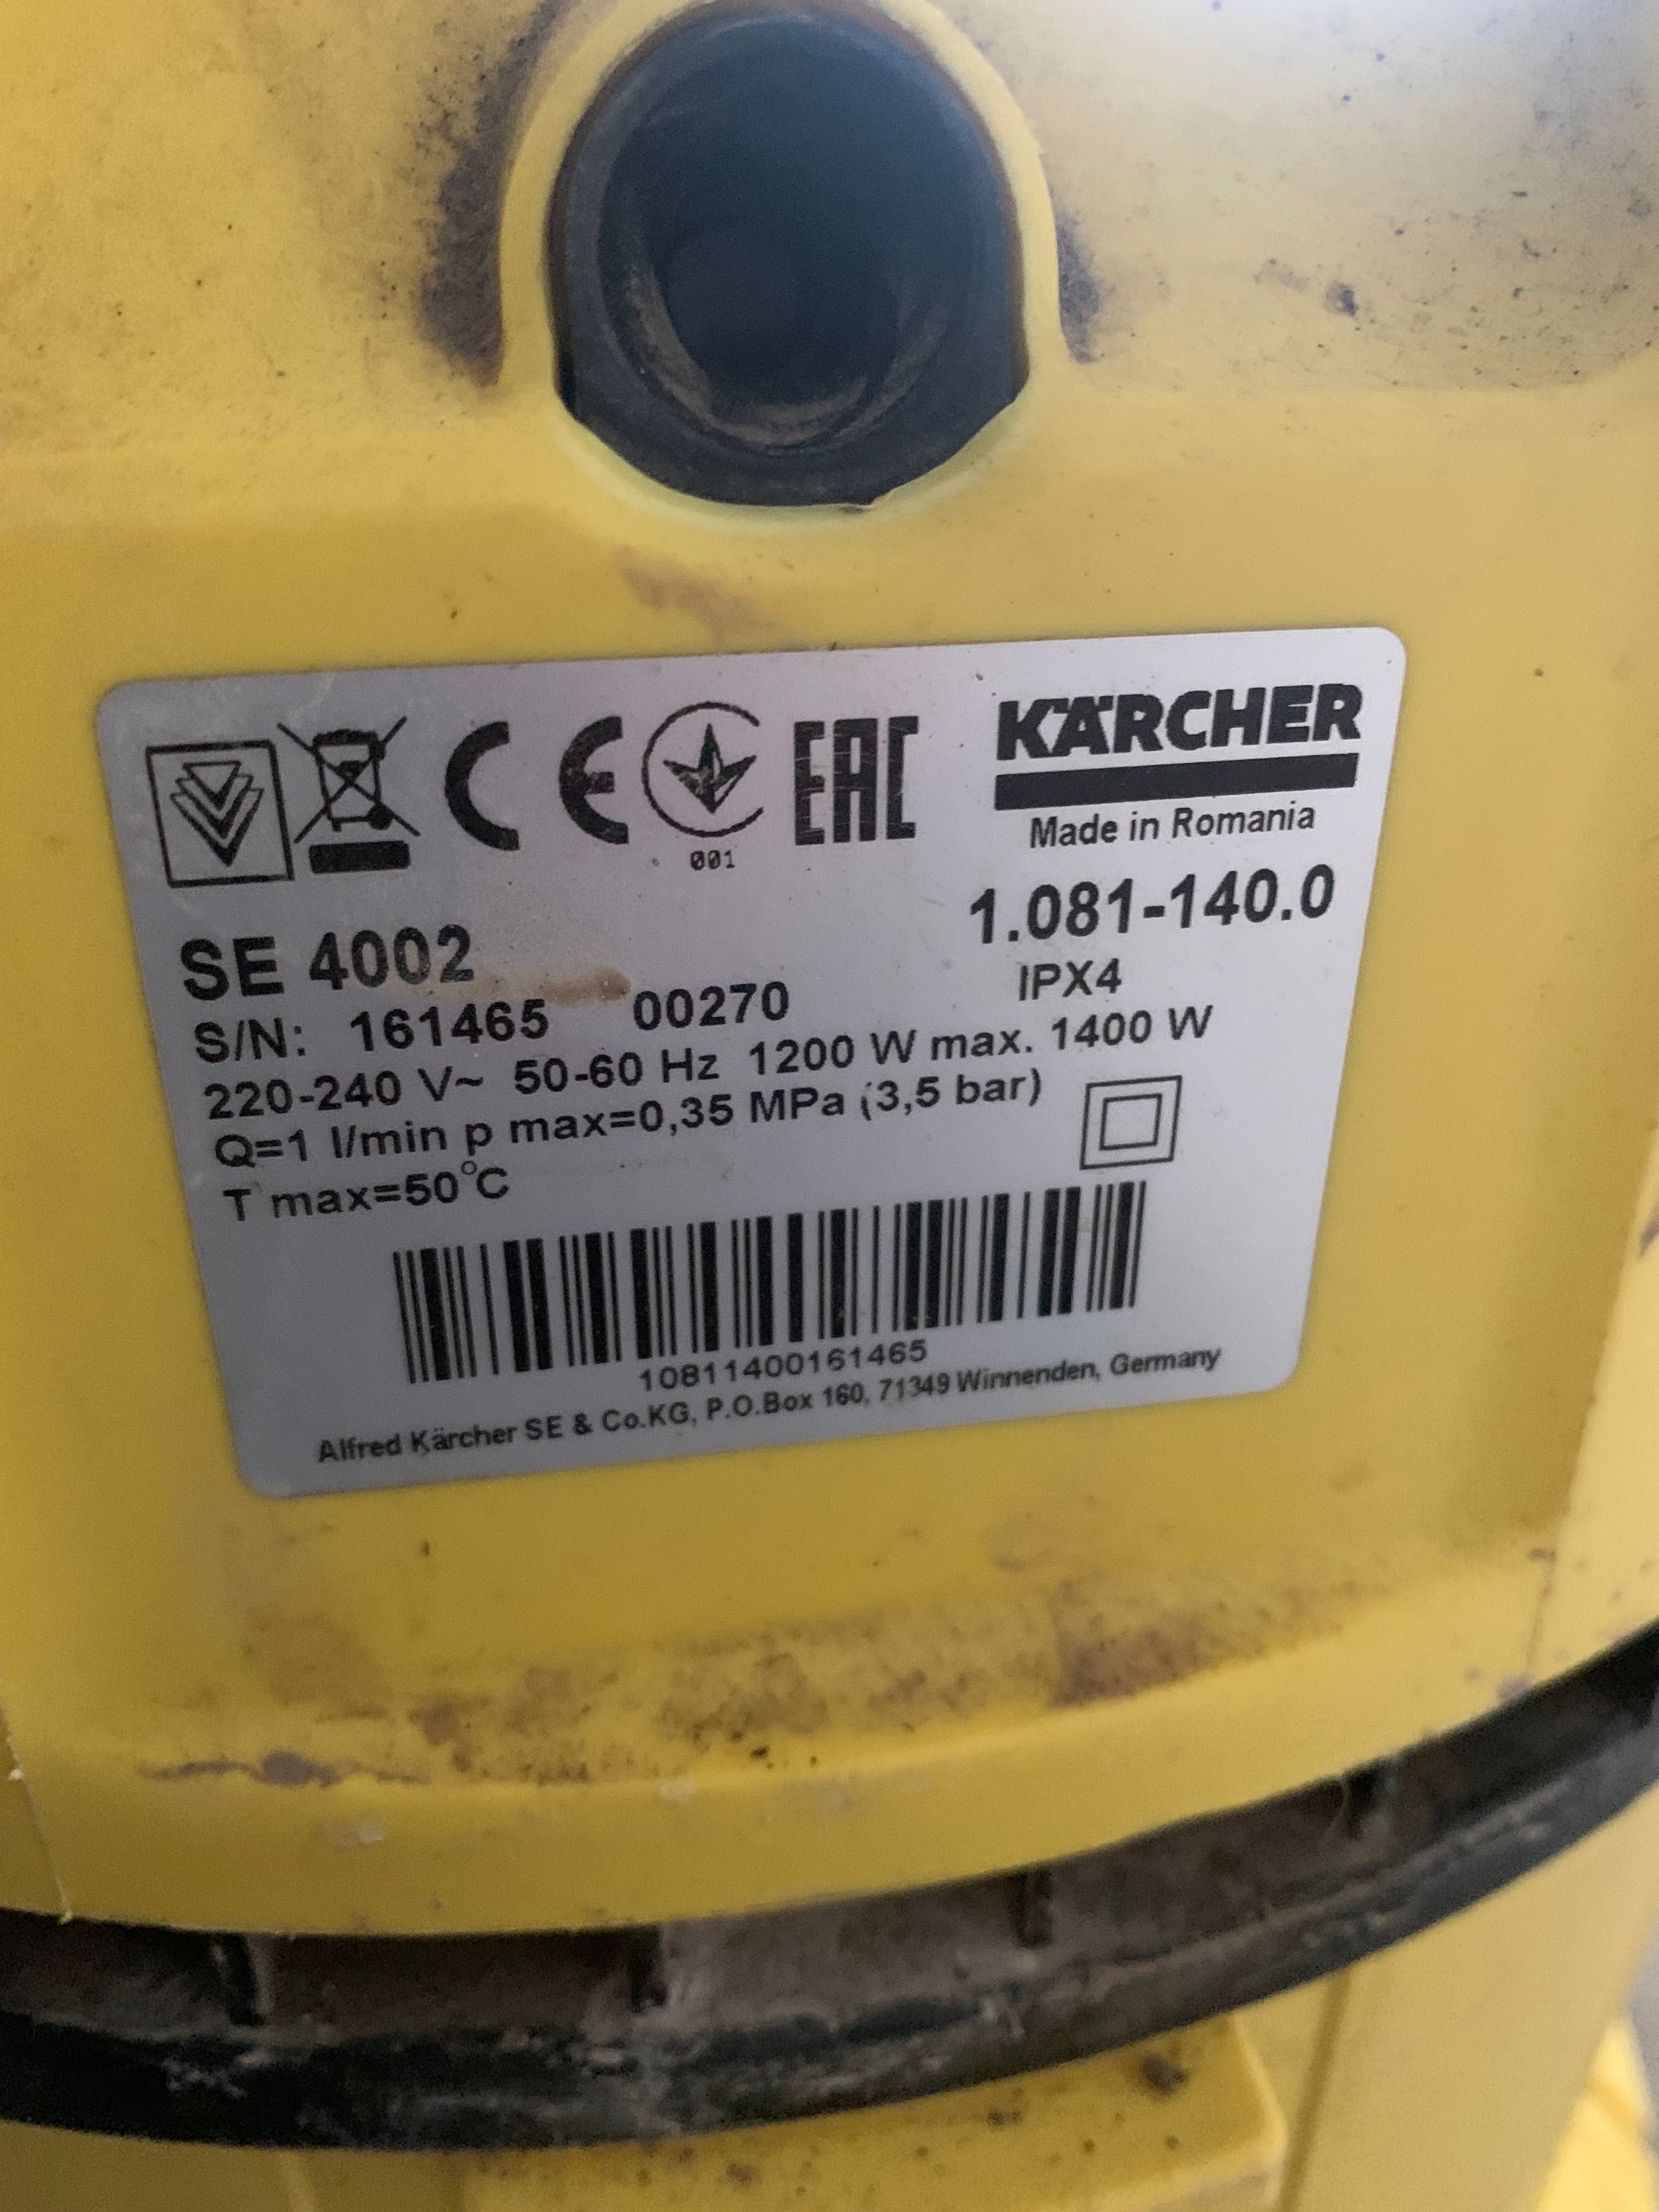 CE
001
EAC
KÄRCHER
Made in Romania
SE 4002
1.081-140.0
S/N: 161465 00270
IPX4
220-240 V~ 50-60 Hz 1200 W max. 1400 W
Q=1 l/min p max=0,35 MPa (3,5 bar)
T max=50°C
10811400161465
Alfred Kärcher SE & Co.KG, P.O.Box 160, 71349 Winnenden, Germany